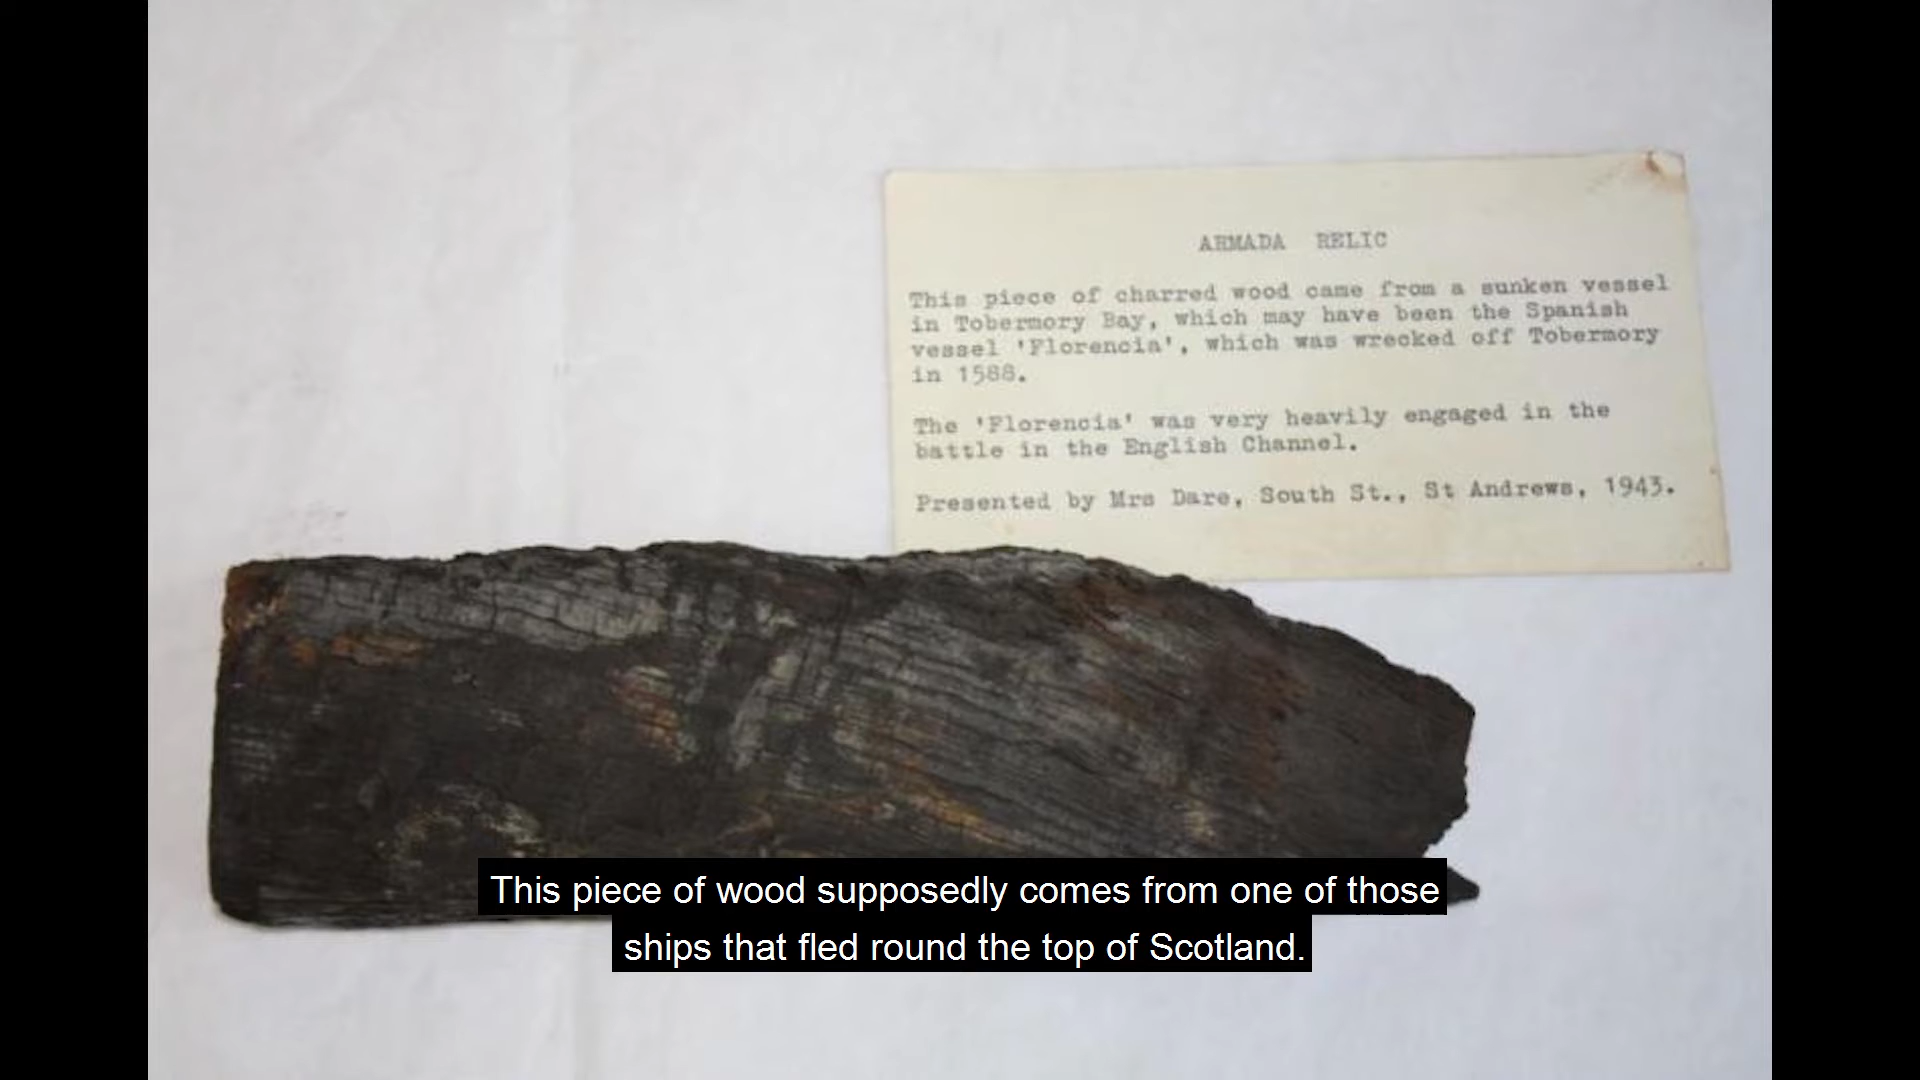 ARMADA RELIC
This piece of charred wood came from a sunken vessel
in Tobermory Bay, which may have been the Spanish
vessel 'Florencia', which was wrecked off Tobermory
in 1588.
The 'Florencia' was very heavily engaged in the
battle in the English Channel.
Presented by Mrs Dare, South St., St Andrews, 1943.
This piece of wood supposedly comes from one of those
ships that fled round the top of Scotland.